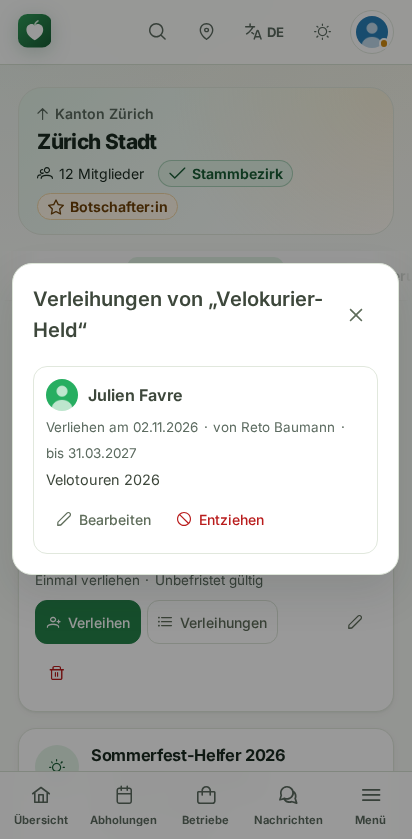 DE
Kanton Zürich
Zürich Stadt
12 Mitglieder
Stammbezirk
Botschafter:in
Verleihungen von „Velokurier-
Held“
Julien Favre
Verliehen am 02.11.2026 · von Reto Baumann ·
bis 31.03.2027
Velotouren 2026
Bearbeiten
Entziehen
Einmal verliehen · Unbefristet gültig
Verleihen
Verleihungen
Sommerfest-Helfer 2026
Übersicht
Abholungen
Betriebe
Nachrichten
Menü